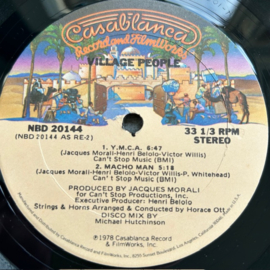 Casablanca
Record and FilmWorks
VILLAGE PEOPLE
NBD 20144
(NBD 20144 AS RE-2)
33 1/3 RPM
STEREO
1. Y.M.C.A. 6:47
(Jacques Morali-Henri Belolo-Victor Willis)
Can't Stop Music (BMI)
2. MACHO MAN 5:18
(Jacques Morali-Henri Belolo-Victor Willis-P. Whitehead)
Can't Stop Music (BMI)
PRODUCED BY JACQUES MORALI
for Can't Stop Productions, Inc.
Executive Producer: Henri Belolo
Strings & Horns Arranged & Conducted by Horace Ott
DISCO MIX BY
Michael Hutchinson
℗1978 Casablanca Record
& FilmWorks, Inc.